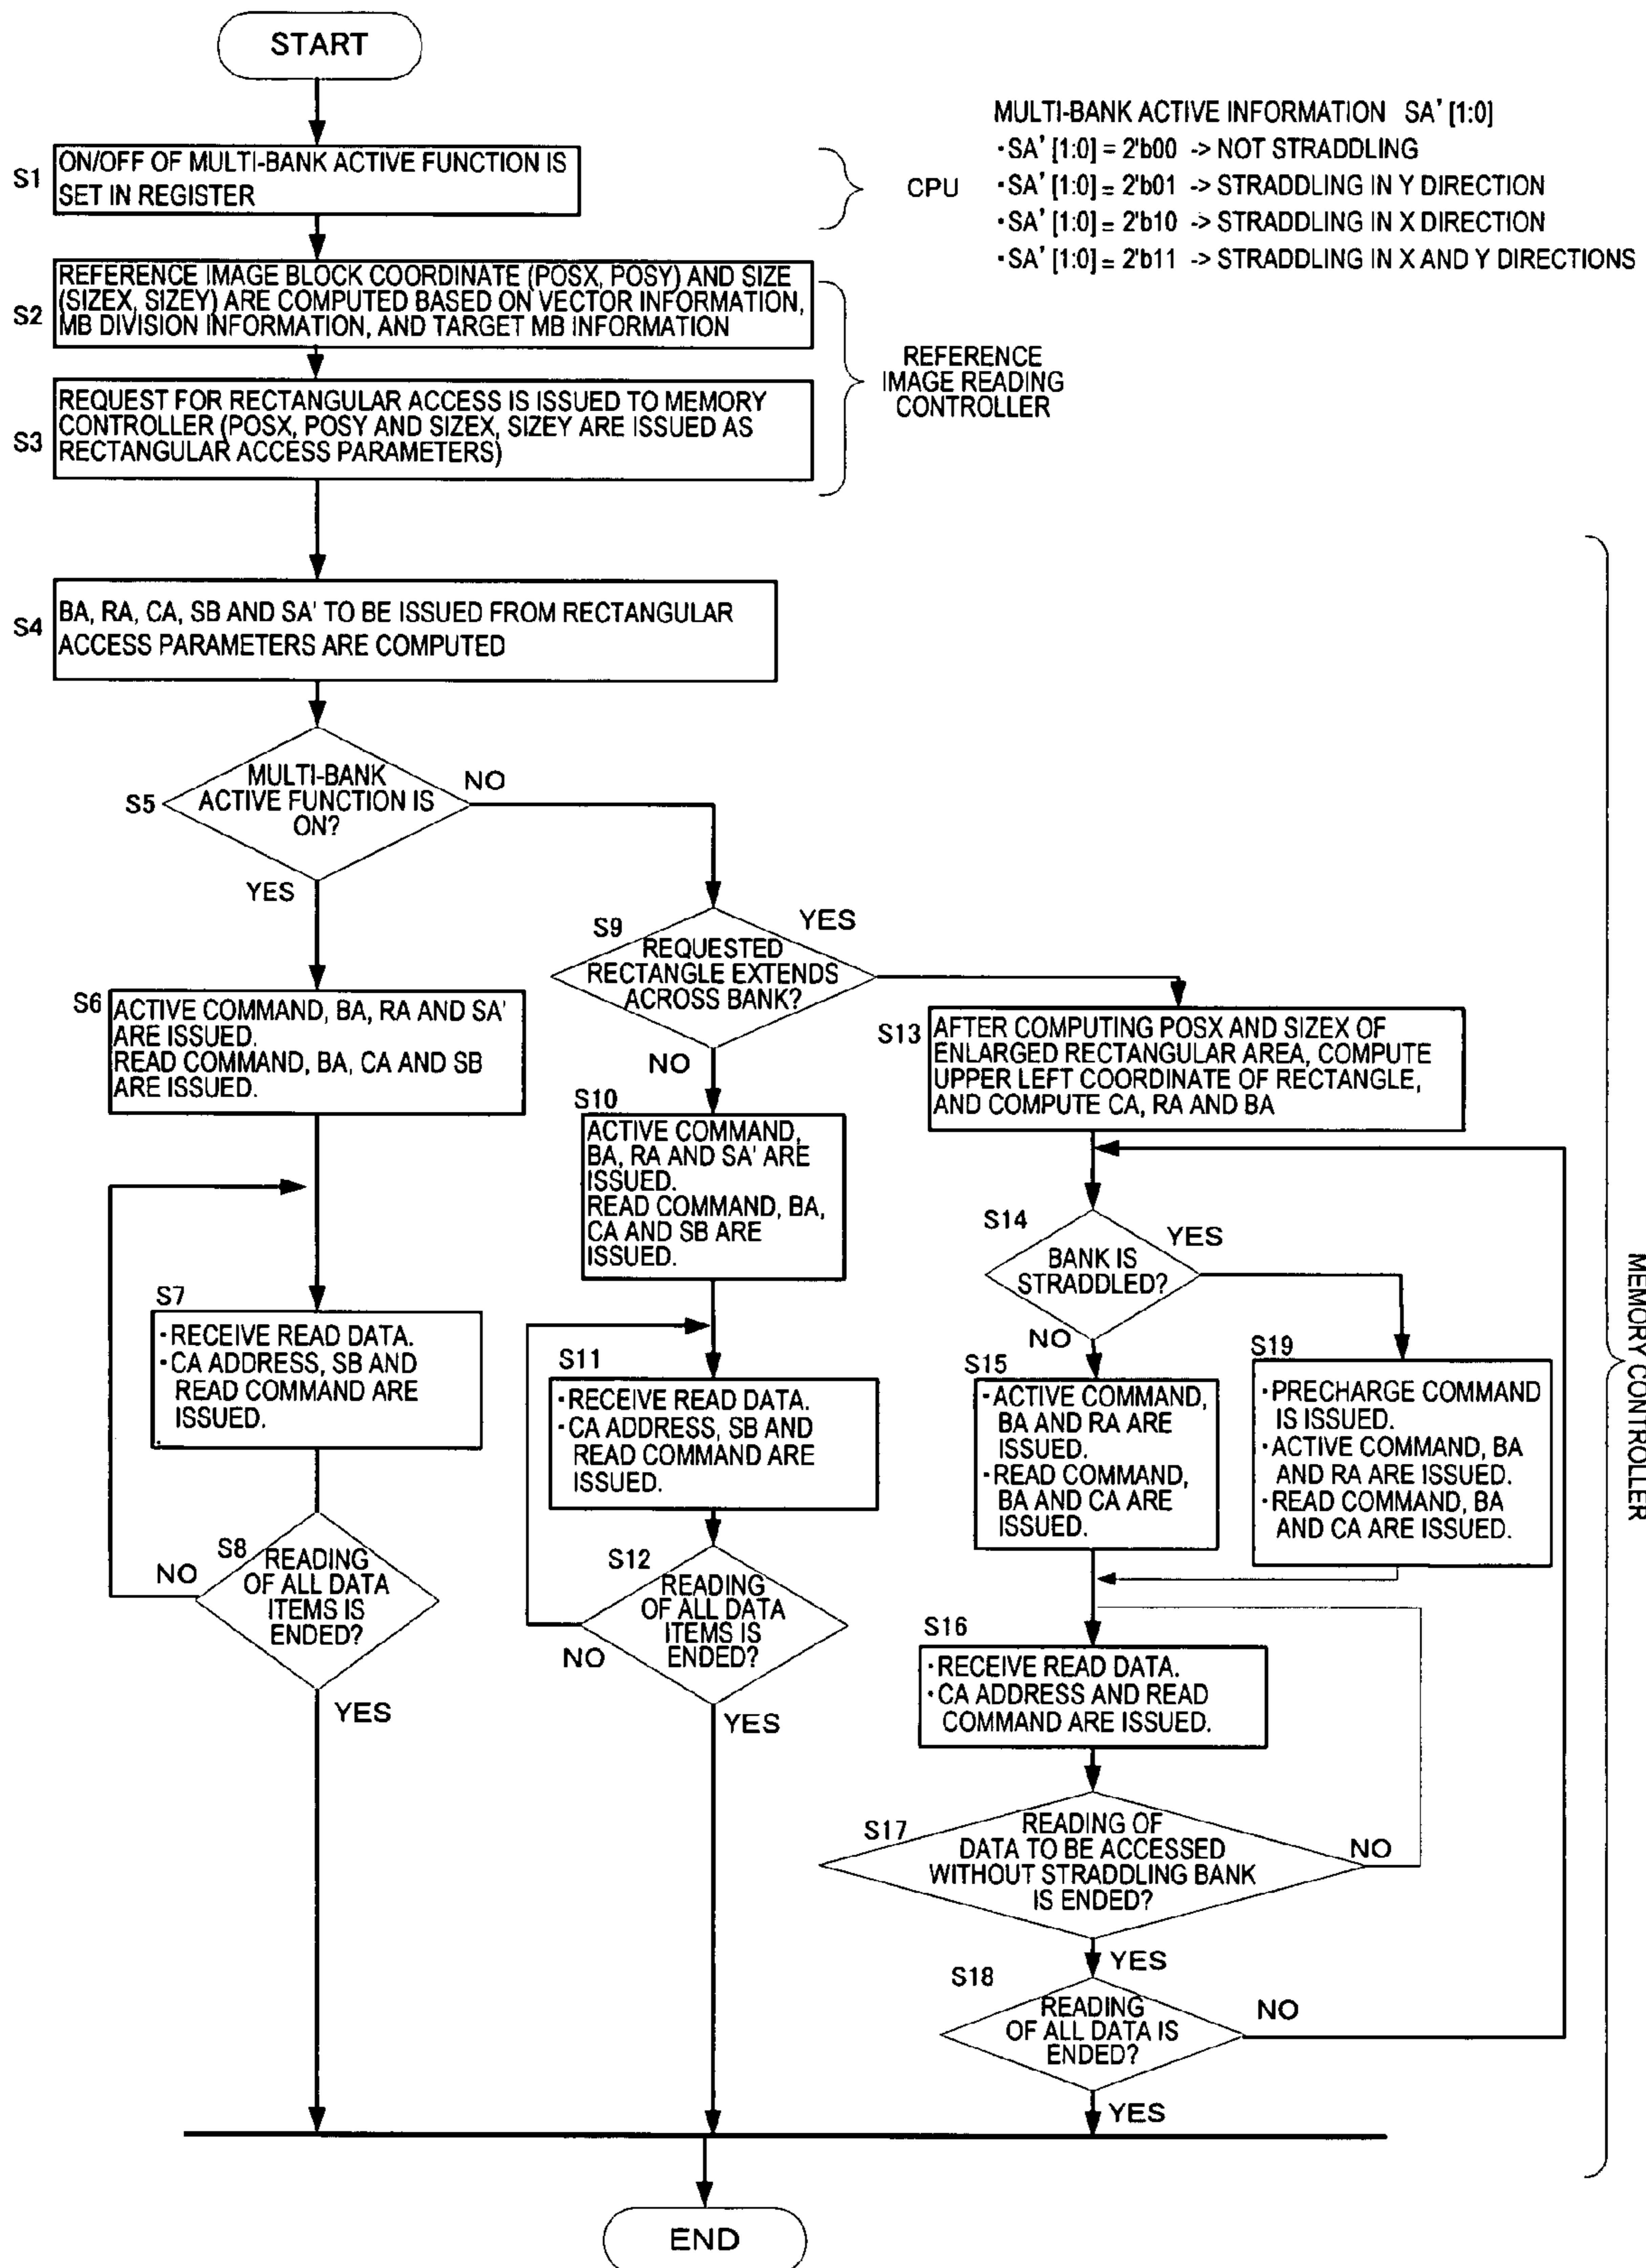 START
MULTI-BANK ACTIVE INFORMATION SA' [1:0]
·SA' [1:0] = 2'b00 -> NOT STRADDLING
·SA' [1:0] = 2'b01 -> STRADDLING IN Y DIRECTION
·SA' [1:0] = 2'b10 -> STRADDLING IN X DIRECTION
·SA' [1:0] = 2'b11 -> STRADDLING IN X AND Y DIRECTIONS
S1
ON/OFF OF MULTI-BANK ACTIVE FUNCTION IS
SET IN REGISTER
CPU
S2
REFERENCE IMAGE BLOCK COORDINATE (POSX, POSY) AND SIZE
(SIZEX, SIZEY) ARE COMPUTED BASED ON VECTOR INFORMATION,
MB DIVISION INFORMATION, AND TARGET MB INFORMATION
REFERENCE
IMAGE READING
CONTROLLER
S3
REQUEST FOR RECTANGULAR ACCESS IS ISSUED TO MEMORY
CONTROLLER (POSX, POSY AND SIZEX, SIZEY ARE ISSUED AS
RECTANGULAR ACCESS PARAMETERS)
S4
BA, RA, CA, SB AND SA' TO BE ISSUED FROM RECTANGULAR
ACCESS PARAMETERS ARE COMPUTED
S5
MULTI-BANK
ACTIVE FUNCTION IS
ON?
NO
YES
S9
REQUESTED
RECTANGLE EXTENDS
ACROSS BANK?
YES
NO
S6
ACTIVE COMMAND, BA, RA AND SA'
ARE ISSUED.
READ COMMAND, BA, CA AND SB
ARE ISSUED.
S13
AFTER COMPUTING POSX AND SIZEX OF
ENLARGED RECTANGULAR AREA, COMPUTE
UPPER LEFT COORDINATE OF RECTANGLE,
AND COMPUTE CA, RA AND BA
S10
ACTIVE COMMAND,
BA, RA AND SA' ARE
ISSUED.
READ COMMAND, BA,
CA AND SB ARE
ISSUED.
S14
BANK IS
STRADDLED?
YES
NO
S7
·RECEIVE READ DATA.
·CA ADDRESS, SB AND
READ COMMAND ARE
ISSUED.
S11
·RECEIVE READ DATA.
·CA ADDRESS, SB AND
READ COMMAND ARE
ISSUED.
S15
·ACTIVE COMMAND,
BA AND RA ARE
ISSUED.
·READ COMMAND,
BA AND CA ARE
ISSUED.
S19
·PRECHARGE COMMAND
IS ISSUED.
·ACTIVE COMMAND, BA
AND RA ARE ISSUED.
·READ COMMAND, BA
AND CA ARE ISSUED.
MEMORY CONTROLLER
S8
READING
OF ALL DATA
ITEMS IS
ENDED?
NO
YES
S12
READING
OF ALL DATA
ITEMS IS
ENDED?
NO
YES
S16
·RECEIVE READ DATA.
·CA ADDRESS AND READ
COMMAND ARE ISSUED.
S17
READING OF
DATA TO BE ACCESSED
WITHOUT STRADDLING BANK
IS ENDED?
NO
YES
S18
READING
OF ALL DATA IS
ENDED?
NO
YES
END